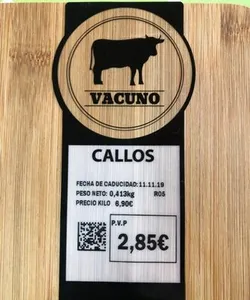 VACUNO
CALLOS
FECHA DE CADUCIDAD: 11.11.19
PESO NETO: 0,413kg R05
PRECIO KILO 6,90€
P.V.P
2,85€